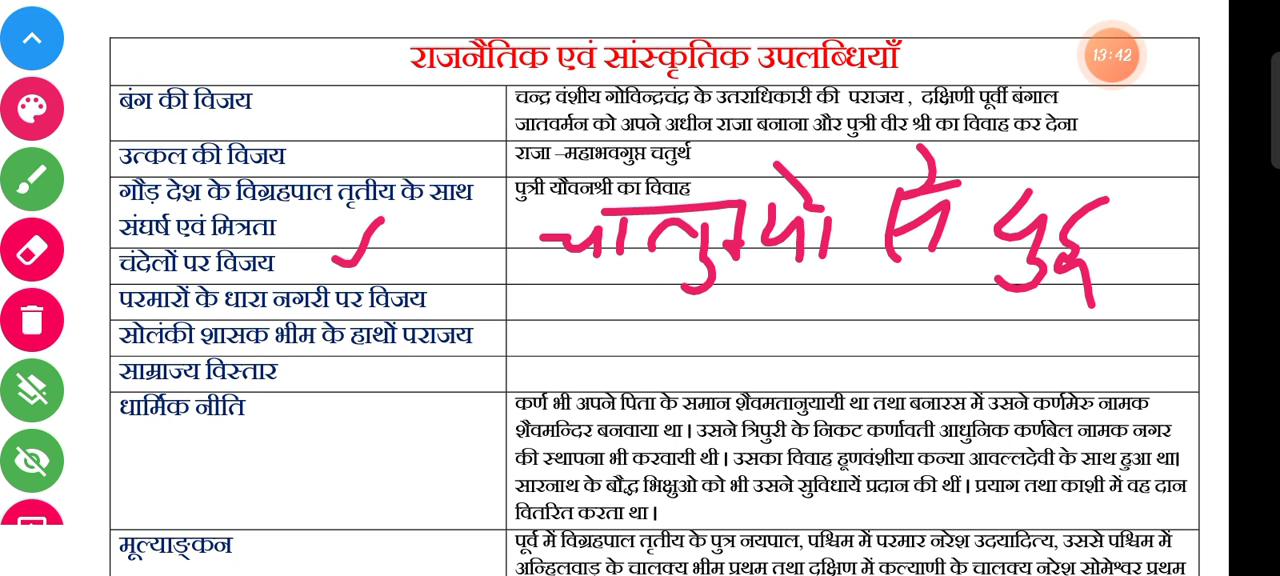 राजनैतिक एवं सांस्कृतिक उपलब्धियाँ
13:42
बंग की विजय
चन्द्र वंशीय गोविन्द्रचंद्र के उतराधिकारी की पराजय , दक्षिणी पूर्वी बंगाल
जातवर्मन को अपने अधीन राजा बनाना और पुत्री वीर श्री का विवाह कर देना
उत्कल की विजय
राजा –महाभवगुप्त चतुर्थ
गौड़ देश के विग्रहपाल तृतीय के साथ
संघर्ष एवं मित्रता
पुत्री यौवनश्री का विवाह
चालुक्यो से युद्ध
चंदेलों पर विजय
परमारों के धारा नगरी पर विजय
सोलंकी शासक भीम के हाथों पराजय
साम्राज्य विस्तार
धार्मिक नीति
कर्ण भी अपने पिता के समान शैवमतानुयायी था तथा बनारस में उसने कर्णमेरु नामक
शैवमन्दिर बनवाया था । उसने त्रिपुरी के निकट कर्णावती आधुनिक कर्णबेल नामक नगर
की स्थापना भी करवायी थी । उसका विवाह हूणवंशीया कन्या आवल्लदेवी के साथ हुआ था।
सारनाथ के बौद्ध भिक्षुओ को भी उसने सुविधायें प्रदान की थीं । प्रयाग तथा काशी में वह दान
वितरित करता था ।
मूल्याङ्कन
पूर्व में विग्रहपाल तृतीय के पुत्र नयपाल, पश्चिम में परमार नरेश उदयादित्य, उससे पश्चिम में
अन्हिलवाड़ के चालक्य भीम प्रथम तथा दक्षिण में कल्याणी के चालक्य नरेश सोमेश्वर प्रथम